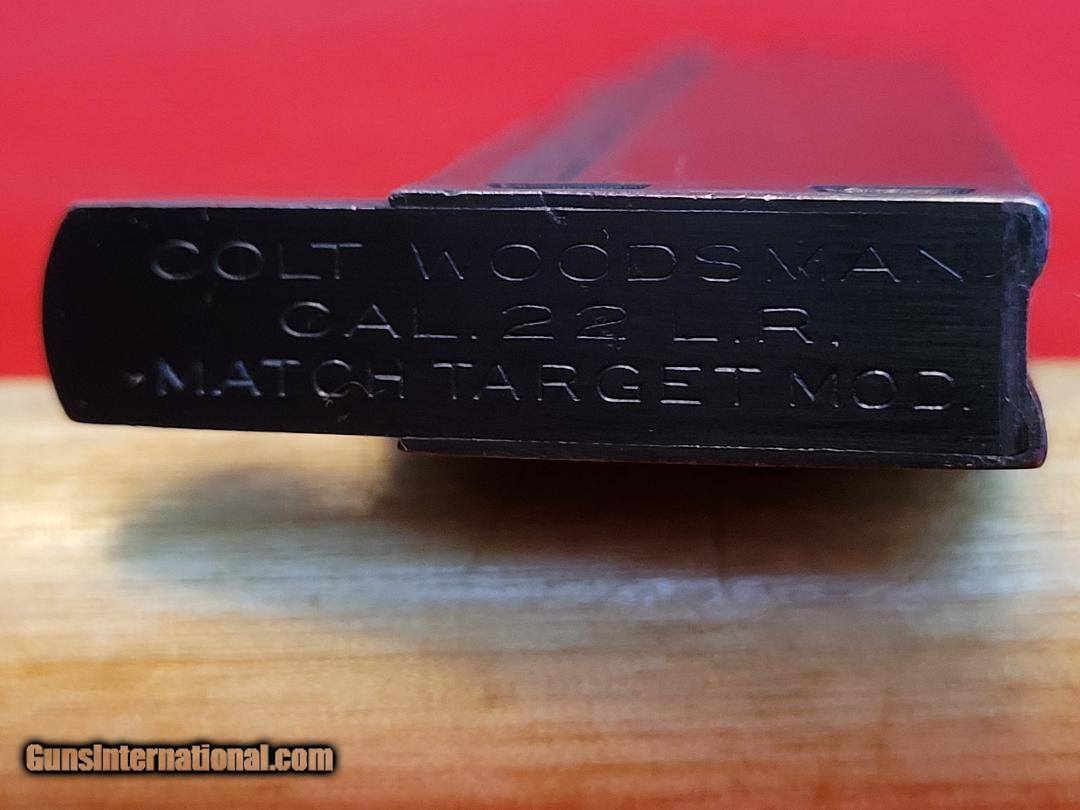 COLT WOODSMAN
CAL.22 L.R.
MATCH TARGET MOD.
GunsInternational.com